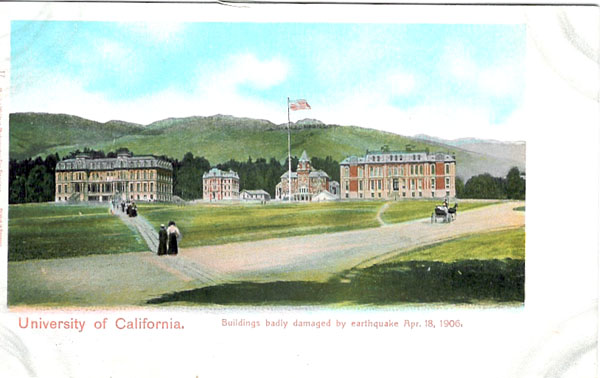 University of California.
Buildings badly damaged by earthquake Apr. 18, 1906.